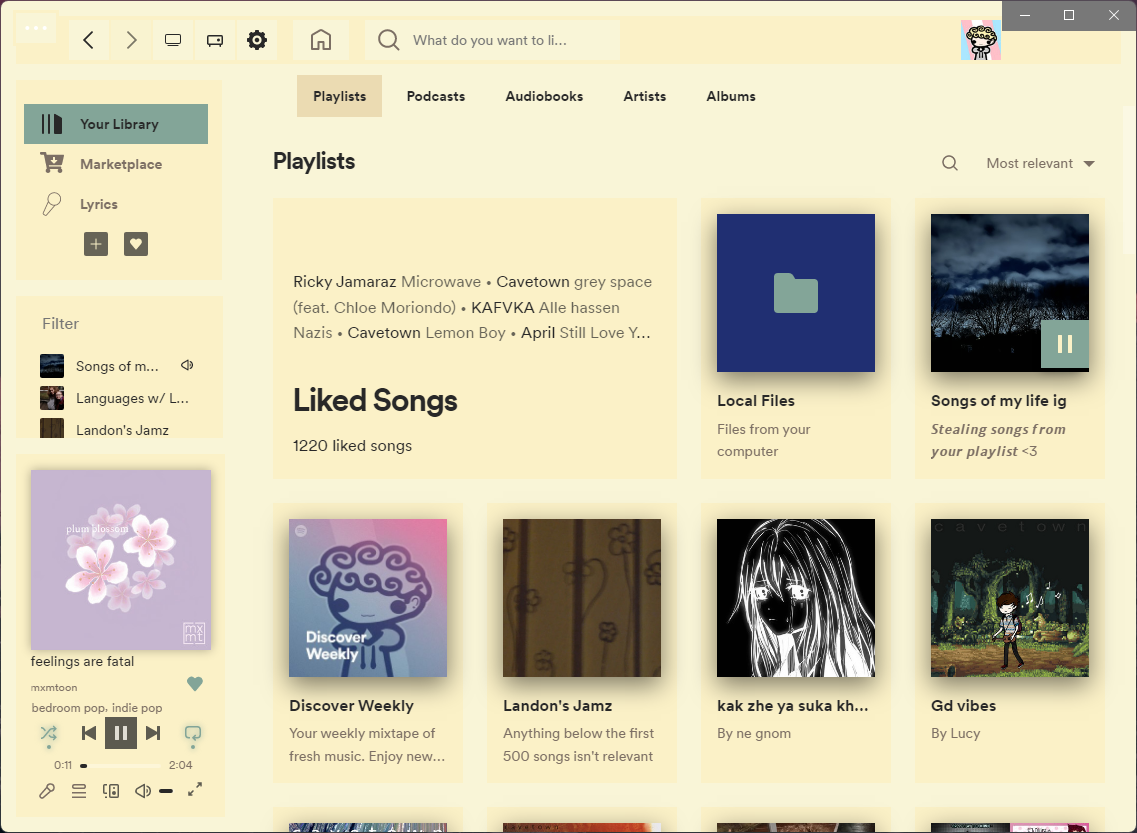 What do you want to li...
Playlists
Podcasts
Audiobooks
Artists
Albums
Your Library
Marketplace
Lyrics
Filter
Songs of m...
Languages w/ L...
Landon's Jamz
plum blossom
mx
mt
feelings are fatal
mxmtoon
bedroom pop, indie pop
0:11
2:04
Playlists
Most relevant
Ricky Jamaraz Microwave • Cavetown grey space
(feat. Chloe Moriondo) • KAFVKA Alle hassen
Nazis • Cavetown Lemon Boy • April Still Love Y...
Liked Songs
1220 liked songs
Local Files
Files from your
computer
Songs of my life ig
Stealing songs from
your playlist <3
Discover
Weekly
Discover Weekly
Your weekly mixtape of
fresh music. Enjoy new...
Landon's Jamz
Anything below the first
500 songs isn't relevant
kak zhe ya suka kh...
By ne gnom
cavetown
Gd vibes
By Lucy